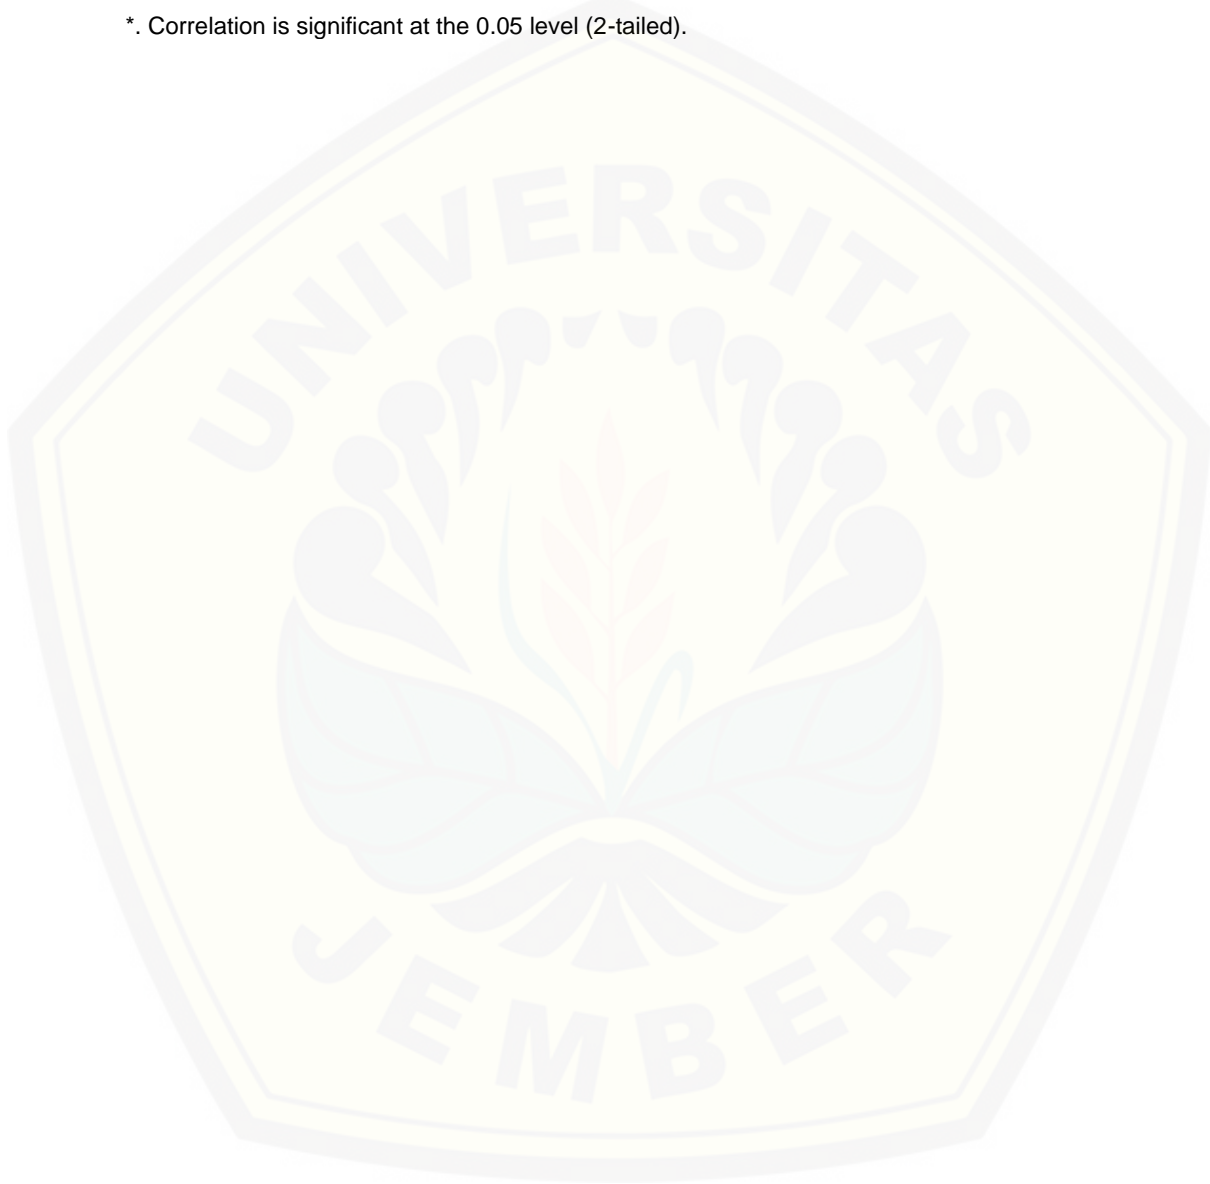 *. Correlation is significant at the 0.05 level (2-tailed).
UNIVERSITAS
JEMBER